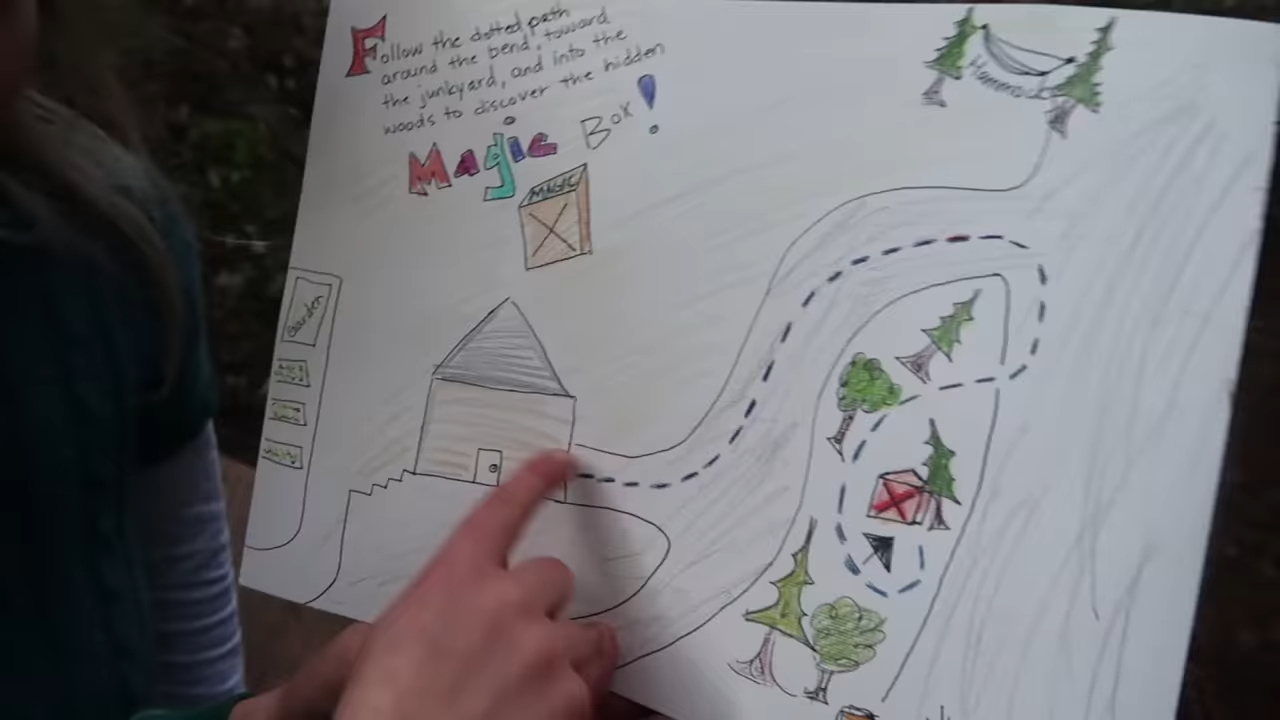 Follow the dotted path
around the bend, toward
the junkyard, and into the
woods to discover the hidden
Magic Box!
MAGIC
Hammock
Garden